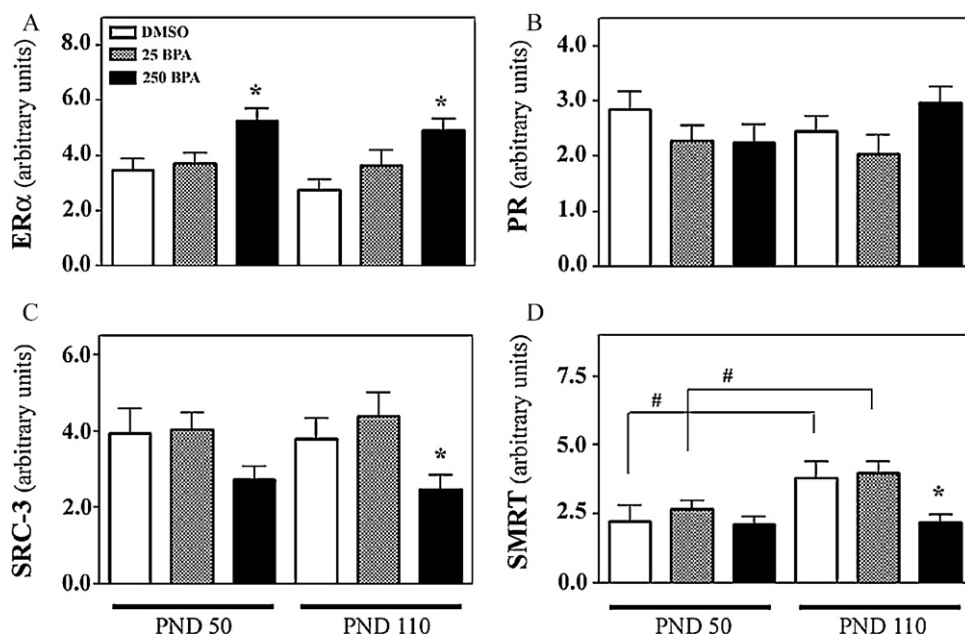 A
ERα (arbitrary units)
8.0
6.0
4.0
2.0
0.0
DMSO
25 BPA
250 BPA
*
*
B
PR (arbitrary units)
4.0
3.0
2.0
1.0
0.0
C
SRC-3 (arbitrary units)
6.0
4.0
2.0
0.0
*
PND 50
PND 110
D
SMRT (arbitrary units)
7.5
5.0
2.5
0.0
#
#
*
PND 50
PND 110